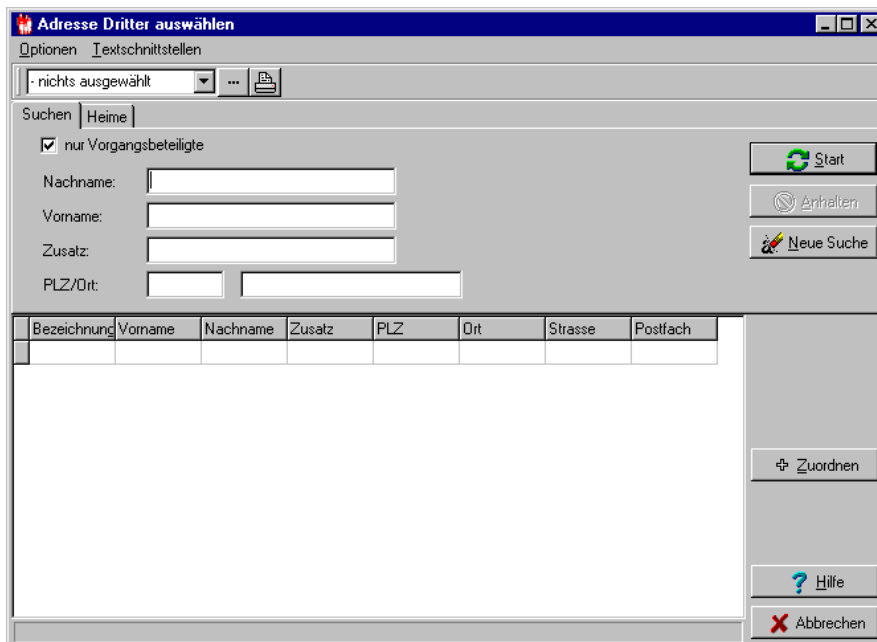 Adresse Dritter auswählen
Optionen Textschnittstellen
- nichts ausgewählt ...
Suchen Heime
nur Vorgangsbeteiligte
Nachname:
Vorname:
Zusatz:
PLZ/Ort:
Start
Anhalten
Neue Suche
Bezeichnung Vorname Nachname Zusatz PLZ Ort Strasse Postfach
Zuordnen
Hilfe
Abbrechen